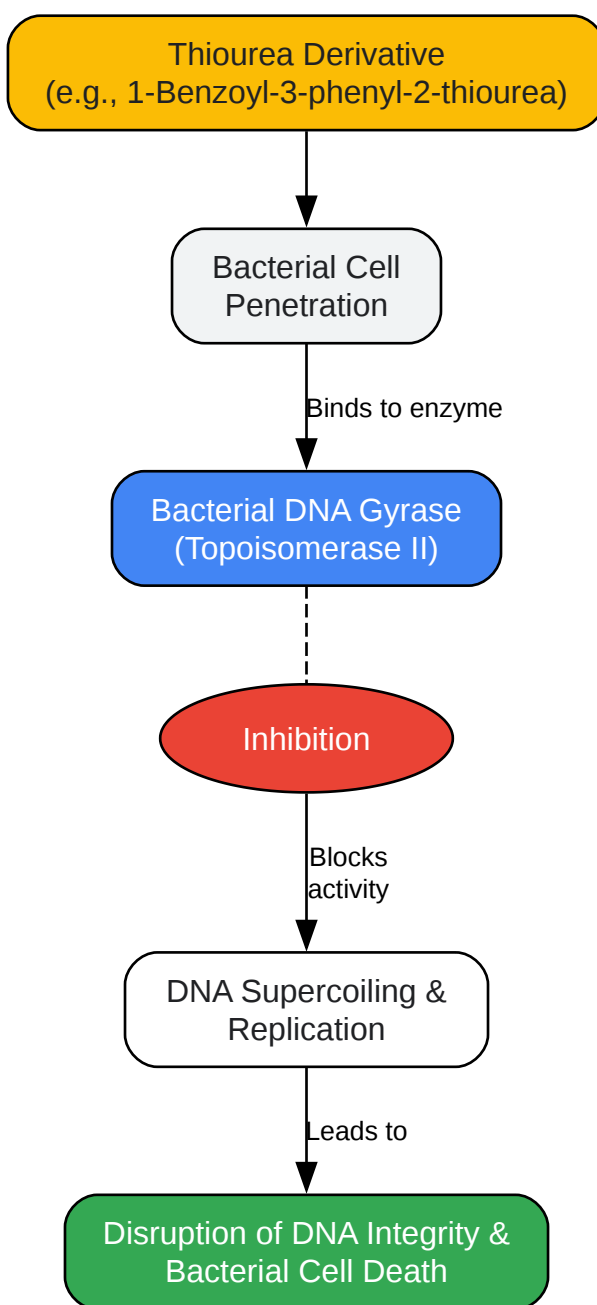 Thiourea Derivative
(e.g., 1-Benzoyl-3-phenyl-2-thiourea)
Bacterial Cell
Penetration
Binds to enzyme
Bacterial DNA Gyrase
(Topoisomerase II)
Inhibition
Blocks
activity
DNA Supercoiling &
Replication
Leads to
Disruption of DNA Integrity &
Bacterial Cell Death